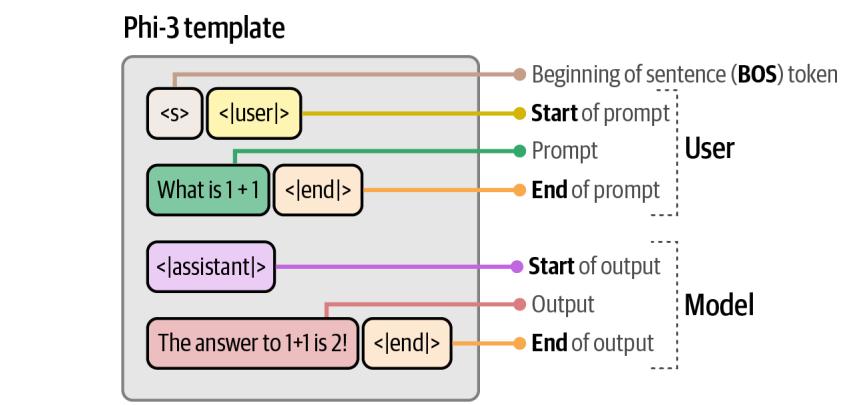 Phi-3 template
Beginning of sentence (BOS) token
<s> <|user|> Start of prompt
Prompt
User
What is 1 + 1 <|end|> End of prompt
<|assistant|> Start of output
Output
Model
The answer to 1+1 is 2! <|end|> End of output